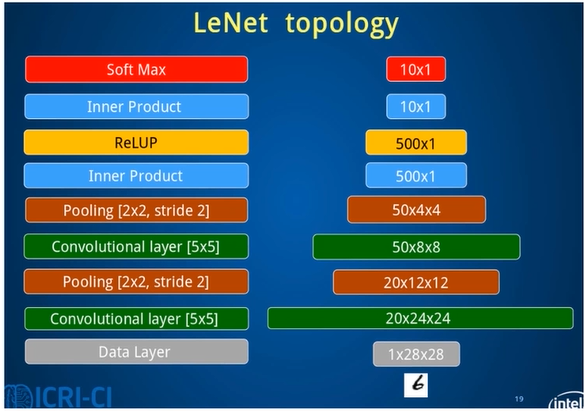 LeNet topology
Soft Max 10x1
Inner Product 10x1
ReLUP 500x1
Inner Product 500x1
Pooling [2x2, stride 2] 50x4x4
Convolutional layer [5x5] 50x8x8
Pooling [2x2, stride 2] 20x12x12
Convolutional layer [5x5] 20x24x24
Data Layer 1x28x28
6
ICRI-CI 19 intel